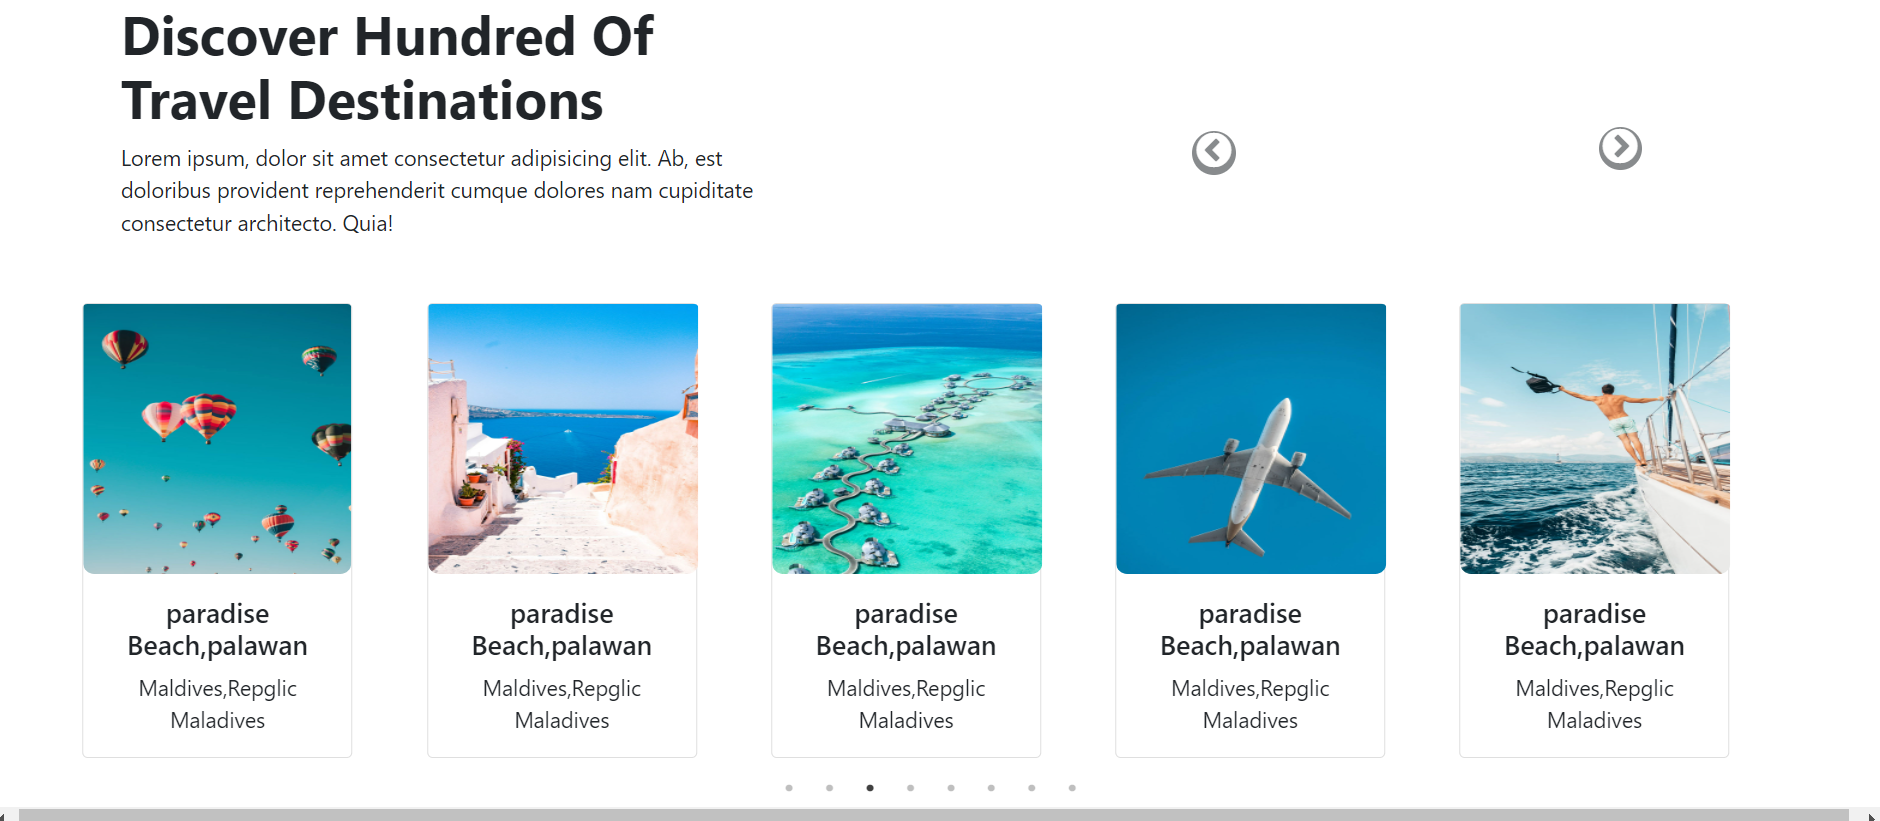 Discover Hundred Of
Travel Destinations
Lorem ipsum, dolor sit amet consectetur adipisicing elit. Ab, est
doloribus provident reprehenderit cumque dolores nam cupiditate
consectetur architecto. Quia!
paradise
Beach,palawan
Maldives,Repglic
Maladives
paradise
Beach,palawan
Maldives,Repglic
Maladives
paradise
Beach,palawan
Maldives,Repglic
Maladives
paradise
Beach,palawan
Maldives,Repglic
Maladives
paradise
Beach,palawan
Maldives,Repglic
Maladives